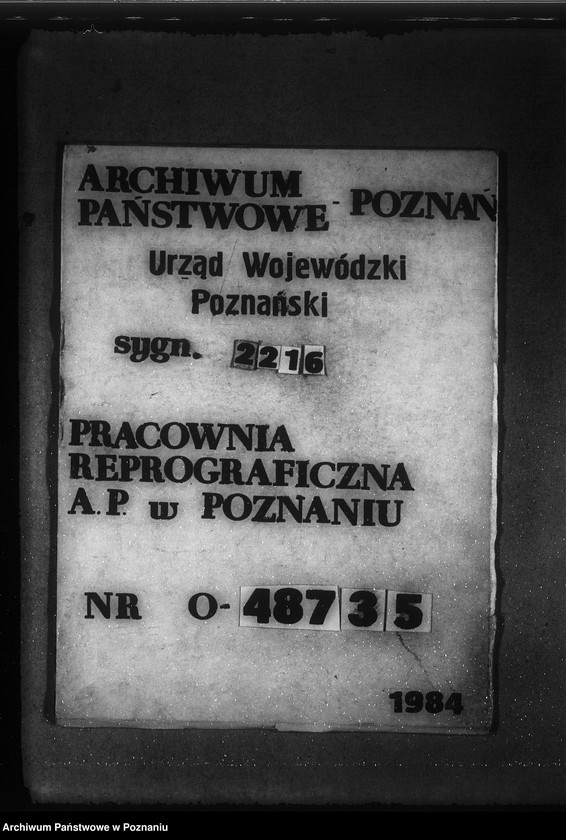 ARCHIWUM
PAŃSTWOWE - POZNAŃ
Urząd Wojewódzki
Poznański
sygn. 2216
PRACOWNIA
REPROGRAFICZNA
A.P. w POZNANIU
NR O-48735
1984
Archiwum Państwowe w Poznaniu